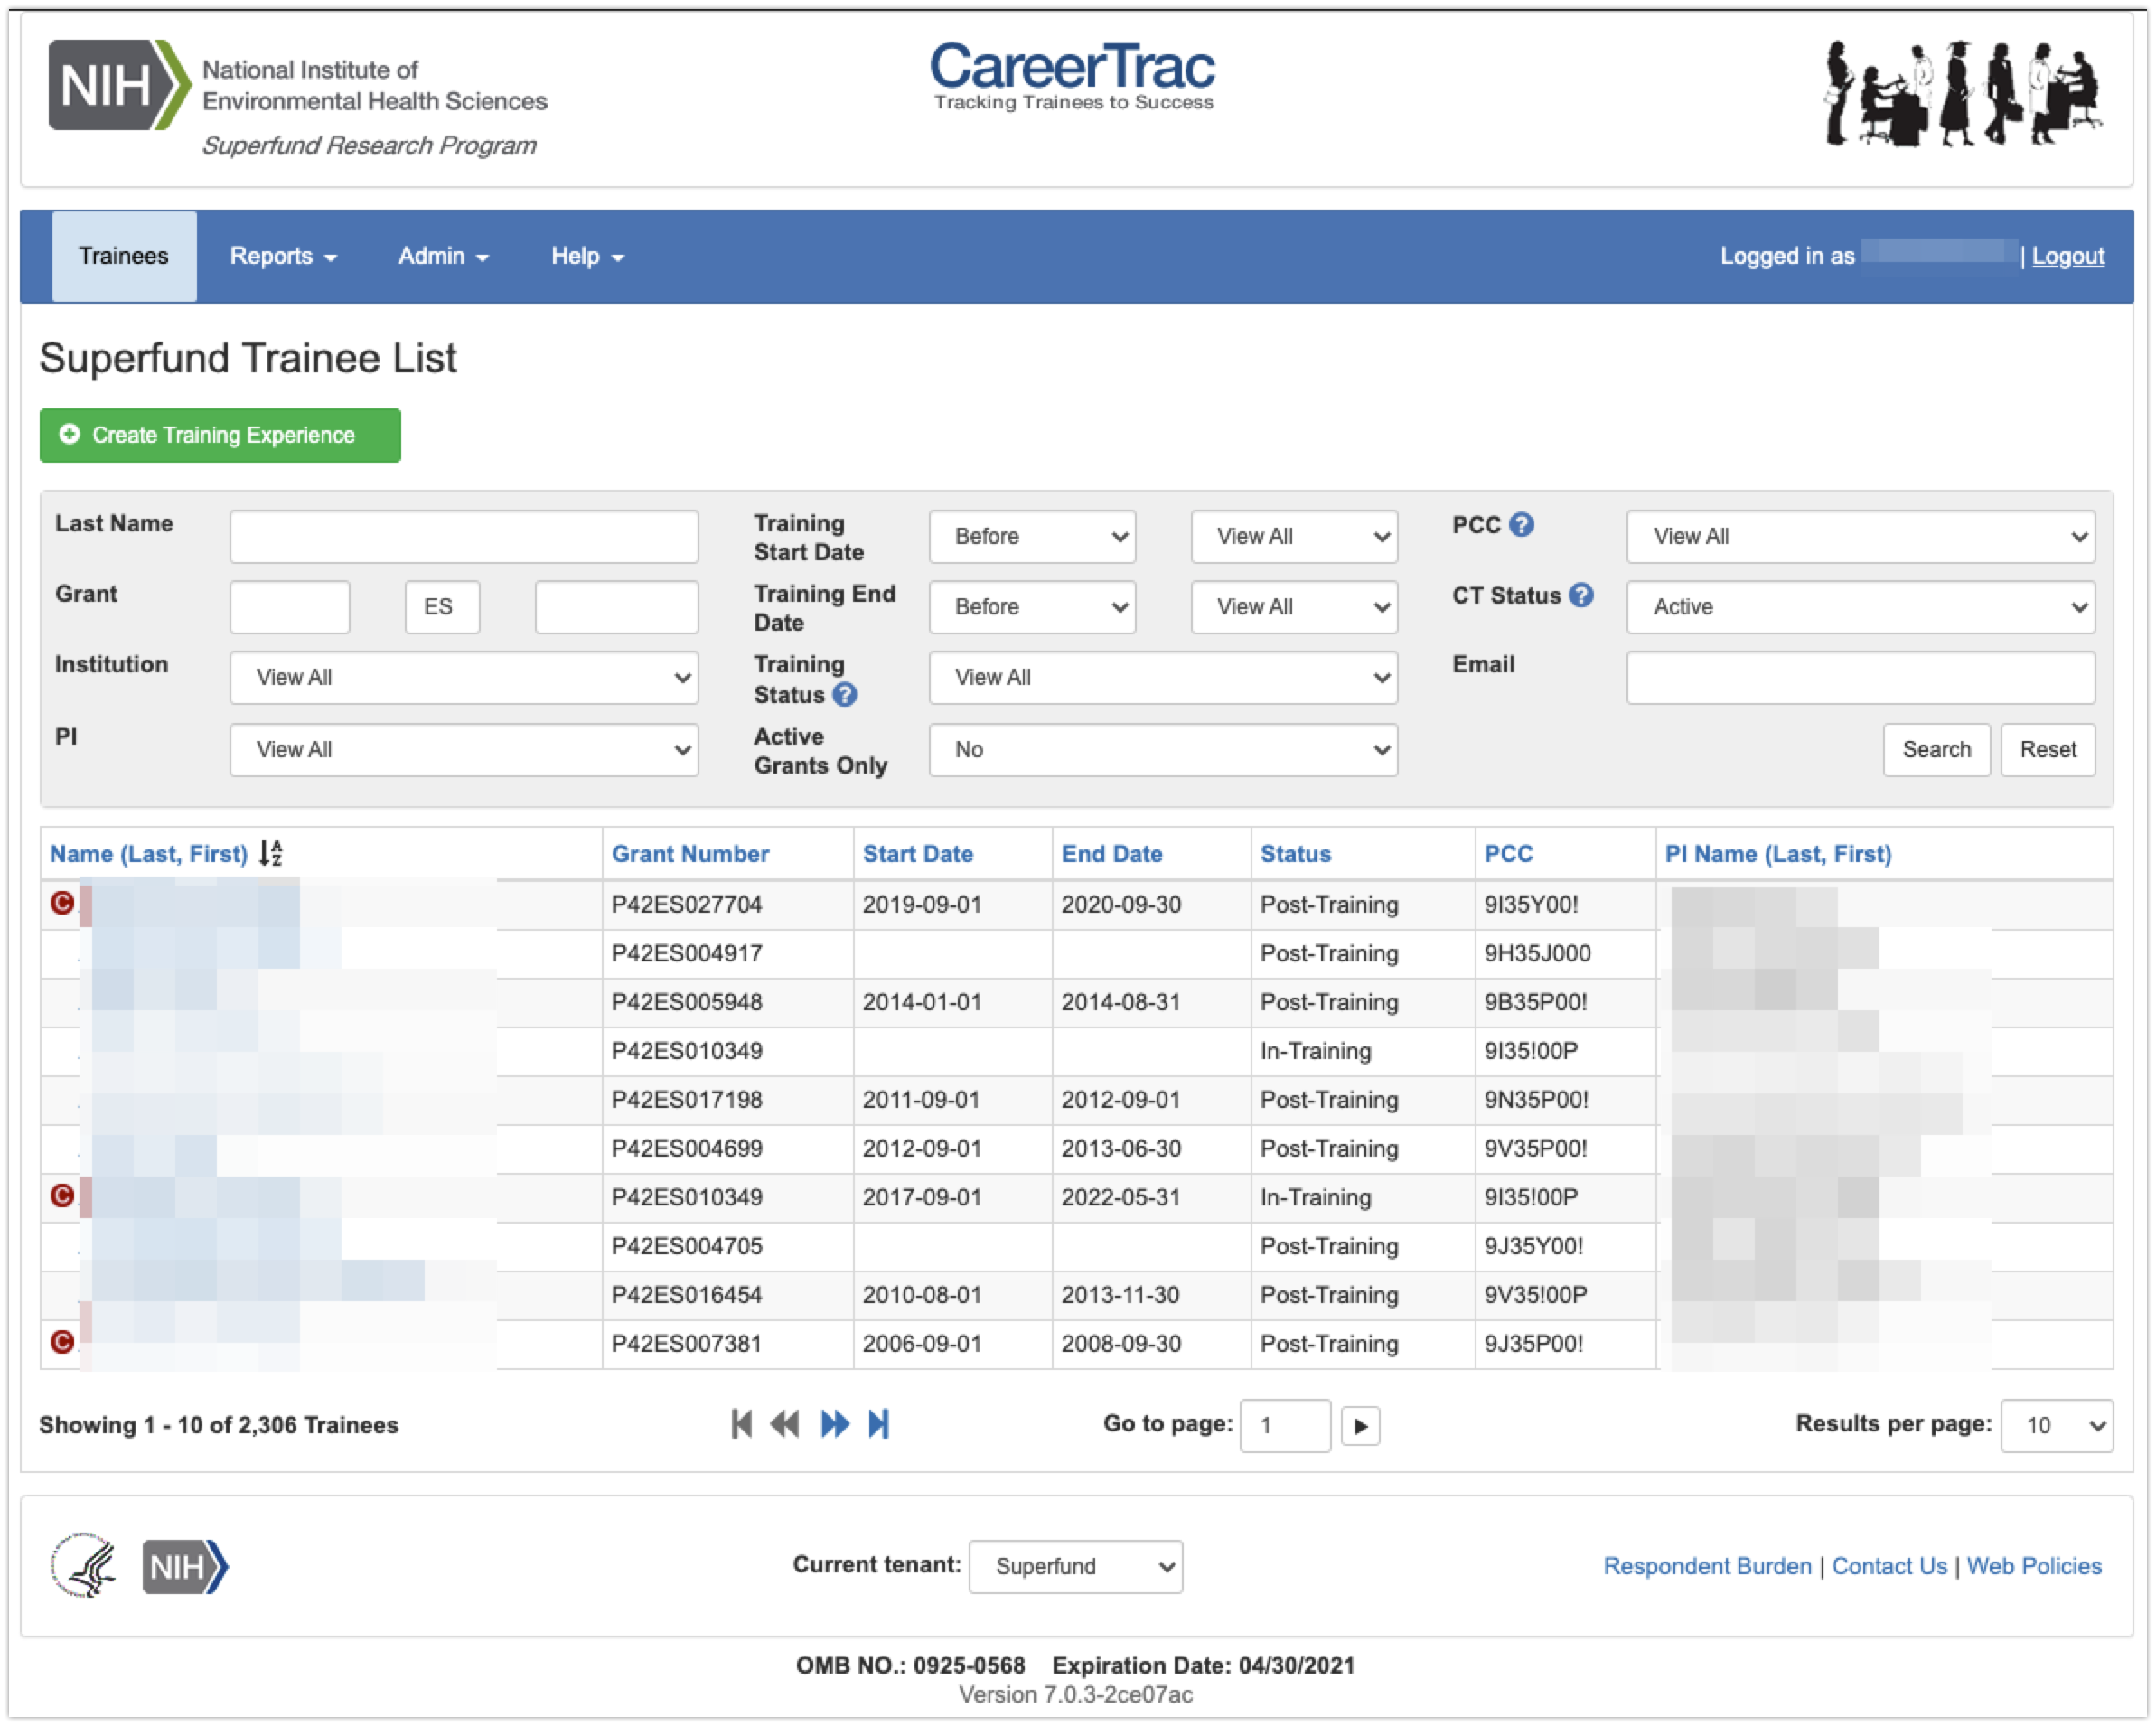 NIH National Institute of
Environmental Health Sciences
Superfund Research Program
CareerTrac
Tracking Trainees to Success
Trainees Reports Admin Help Logged in as | Logout
Superfund Trainee List
Create Training Experience
Last Name Training Start Date Before View All PCC ? View All
Grant ES Training End Date Before View All CT Status ? Active
Institution View All Training Status ? View All Email
PI View All Active Grants Only No Search Reset
Name (Last, First) Grant Number Start Date End Date Status PCC PI Name (Last, First)
C P42ES027704 2019-09-01 2020-09-30 Post-Training 9I35Y00!
P42ES004917 Post-Training 9H35J000
P42ES005948 2014-01-01 2014-08-31 Post-Training 9B35P00!
P42ES010349 In-Training 9I35!00P
P42ES017198 2011-09-01 2012-09-01 Post-Training 9N35P00!
P42ES004699 2012-09-01 2013-06-30 Post-Training 9V35P00!
C P42ES010349 2017-09-01 2022-05-31 In-Training 9I35!00P
P42ES004705 Post-Training 9J35Y00!
P42ES016454 2010-08-01 2013-11-30 Post-Training 9V35!00P
C P42ES007381 2006-09-01 2008-09-30 Post-Training 9J35P00!
Showing 1 - 10 of 2,306 Trainees Go to page: 1 Results per page: 10
NIH Current tenant: Superfund Respondent Burden | Contact Us | Web Policies
OMB NO.: 0925-0568 Expiration Date: 04/30/2021
Version 7.0.3-2ce07ac